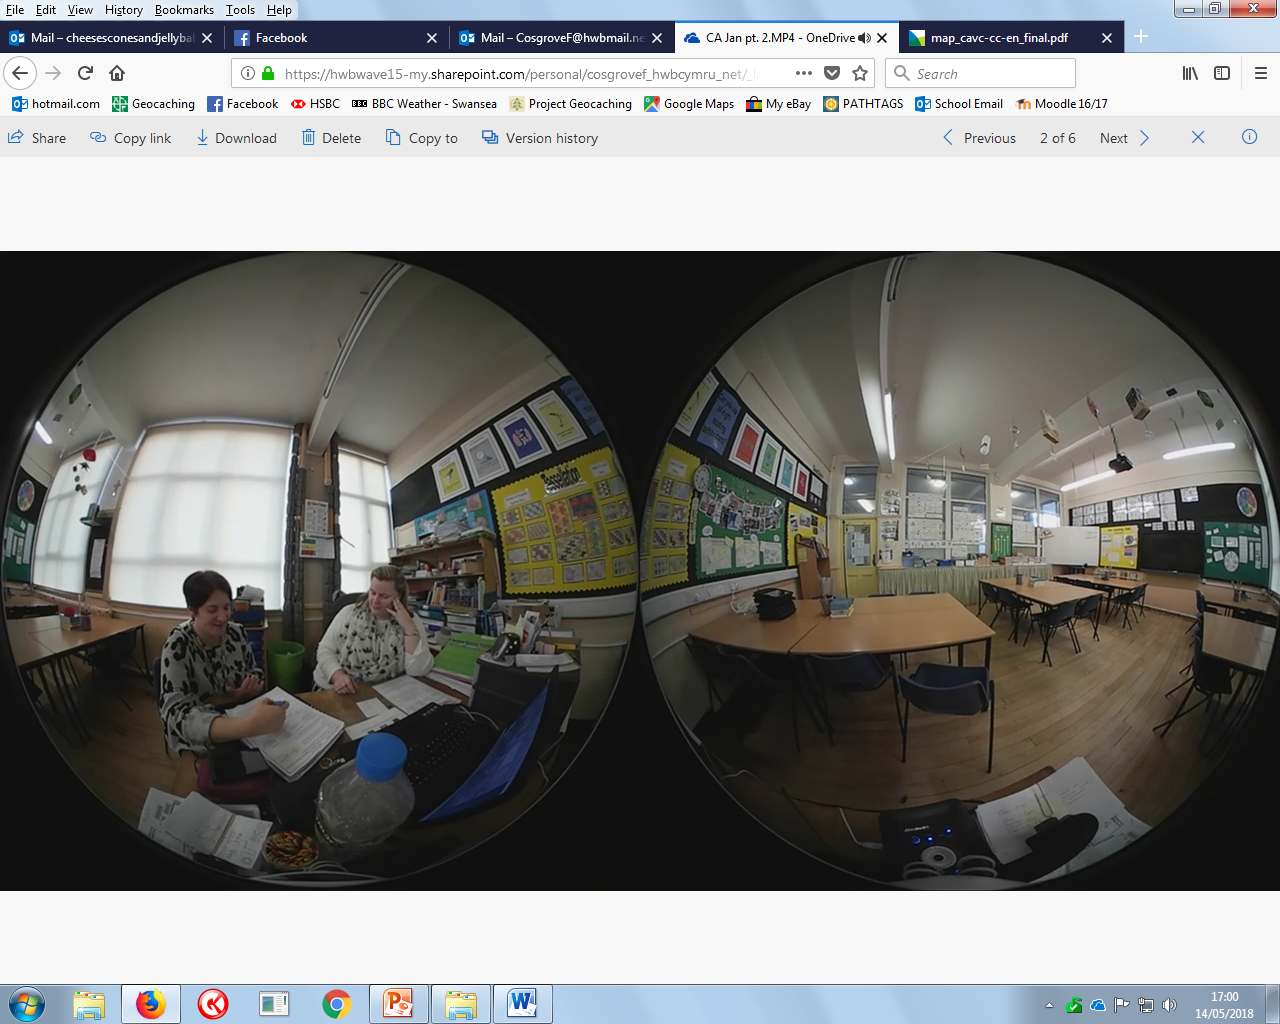 File Edit View History Bookmarks Tools Help
Mail – cheesesconesandjellyba
Facebook
Mail – CosgroveF@hwbmail.ne
CA Jan pt. 2.MP4 - OneDrive
map_cavc-cc-en_final.pdf
https://hwbwave15-my.sharepoint.com/personal/cosgrovef_hwbcymru_net/_l
Search
hotmail.com Geocaching Facebook HSBC BBC Weather - Swansea Project Geocaching Google Maps My eBay PATHTAGS School Email Moodle 16/17
Share Copy link Download Delete Copy to Version history Previous 2 of 6 Next
Tessellation
17:00
14/05/2018